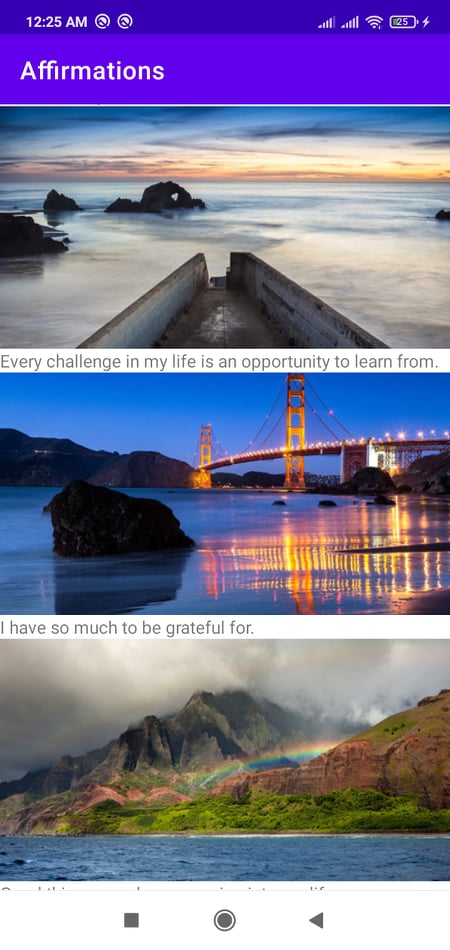 12:25 AM
25
Affirmations
Every challenge in my life is an opportunity to learn from.
I have so much to be grateful for.